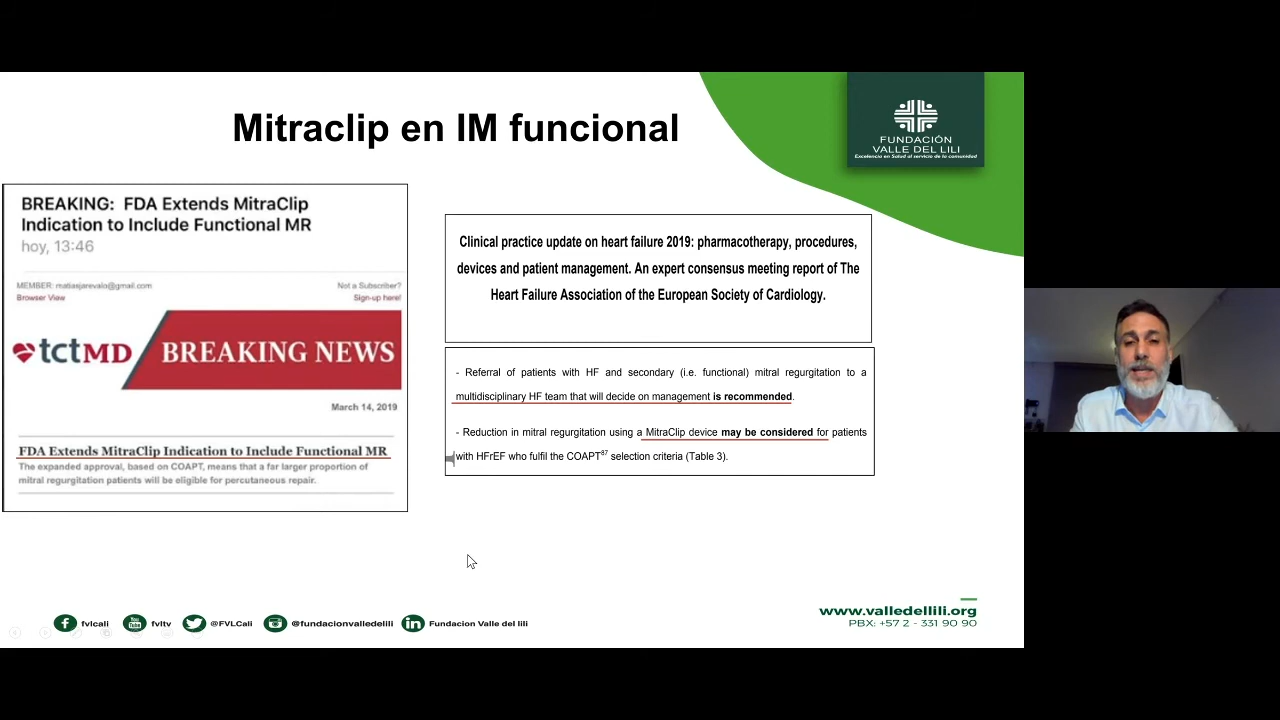 Mitraclip en IM funcional
FUNDACIÓN
VALLE DEL LILI
Excelencia en Salud al servicio de la comunidad
BREAKING: FDA Extends MitraClip
Indication to Include Functional MR
hoy, 13:46
MEMBER: matiasjarevalo@gmail.com
Not a Subscriber?
Browser View
Sign-up here!
tctMD BREAKING NEWS
March 14, 2019
FDA Extends MitraClip Indication to Include Functional MR
The expanded approval, based on COAPT, means that a far larger proportion of
mitral regurgitation patients will be eligible for percutaneous repair.
Clinical practice update on heart failure 2019: pharmacotherapy, procedures,
devices and patient management. An expert consensus meeting report of The
Heart Failure Association of the European Society of Cardiology.
- Referral of patients with HF and secondary (i.e. functional) mitral regurgitation to a
multidisciplinary HF team that will decide on management is recommended.
- Reduction in mitral regurgitation using a MitraClip device may be considered for patients
with HFrEF who fulfil the COAPT87 selection criteria (Table 3).
fvlcali
You Tube
fvltv
@FVLCali
@fundacionvalledellili
in
Fundacion Valle del lili
www.valledellili.org
PBX: +57 2 - 331 90 90